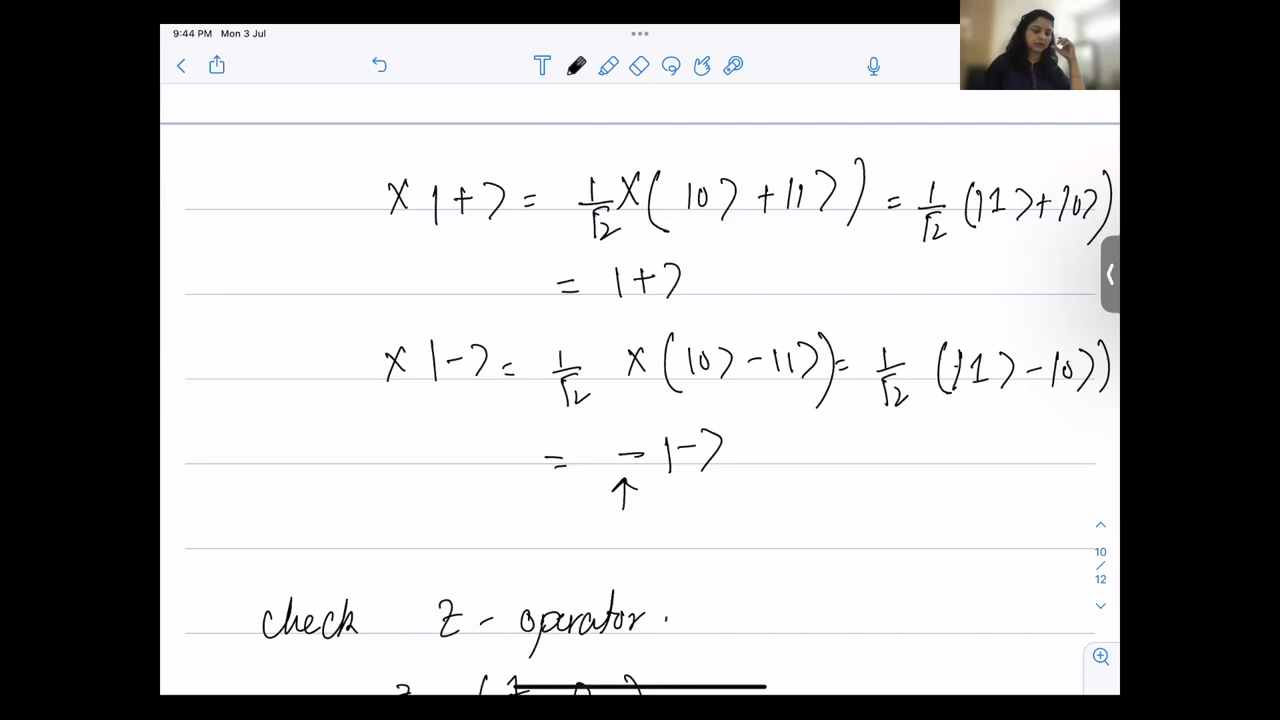 9:44 PM Mon 3 Jul
X |+> = 1/√2 X( |0> + |1> ) = 1/√2 (|1> + |0>)
= |+>
X |-> = 1/√2 X (|0> - |1>) = 1/√2 (|1> - |0>)
= - |->
↑
10
/
12
check Z - operator.